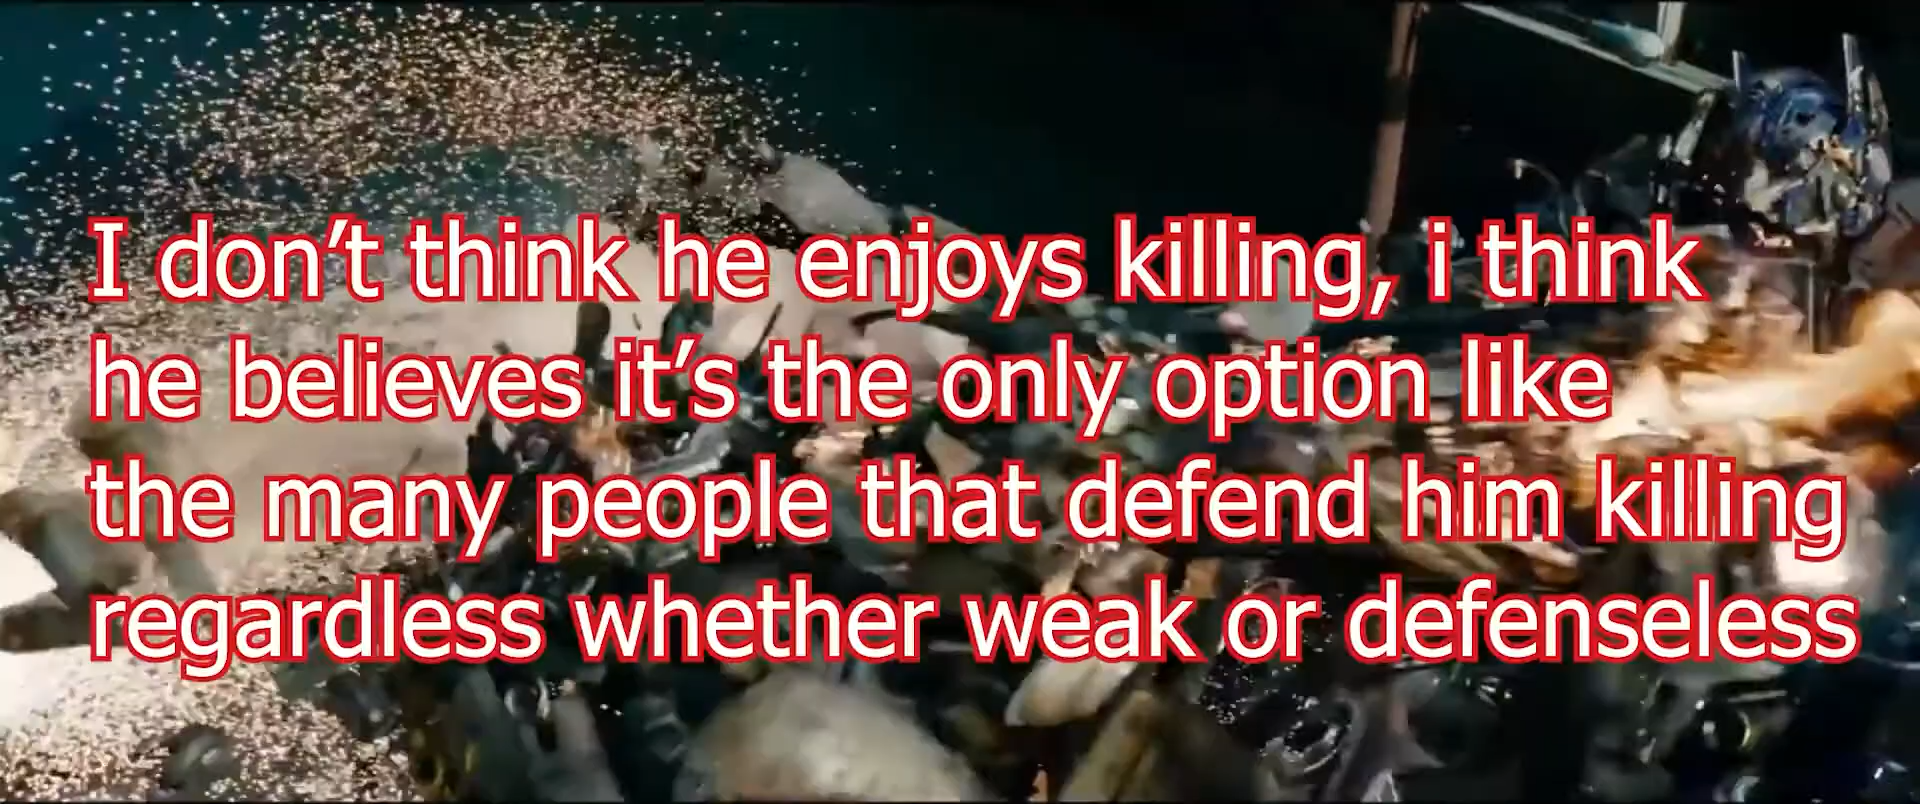 I don’t think he enjoys killing, i think
he believes it’s the only option like
the many people that defend him killing
regardless whether weak or defenseless